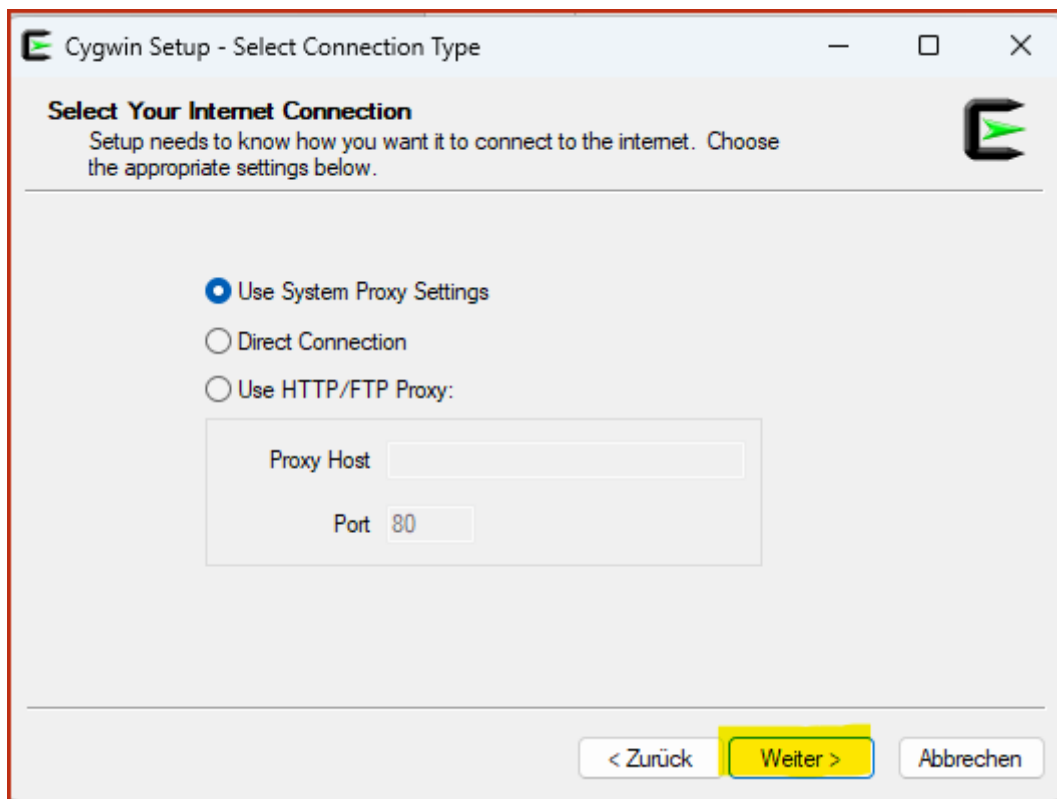 Cygwin Setup - Select Connection Type
Select Your Internet Connection
Setup needs to know how you want it to connect to the internet. Choose
the appropriate settings below.
Use System Proxy Settings
Direct Connection
Use HTTP/FTP Proxy:
Proxy Host
Port 80
< Zurück Weiter > Abbrechen